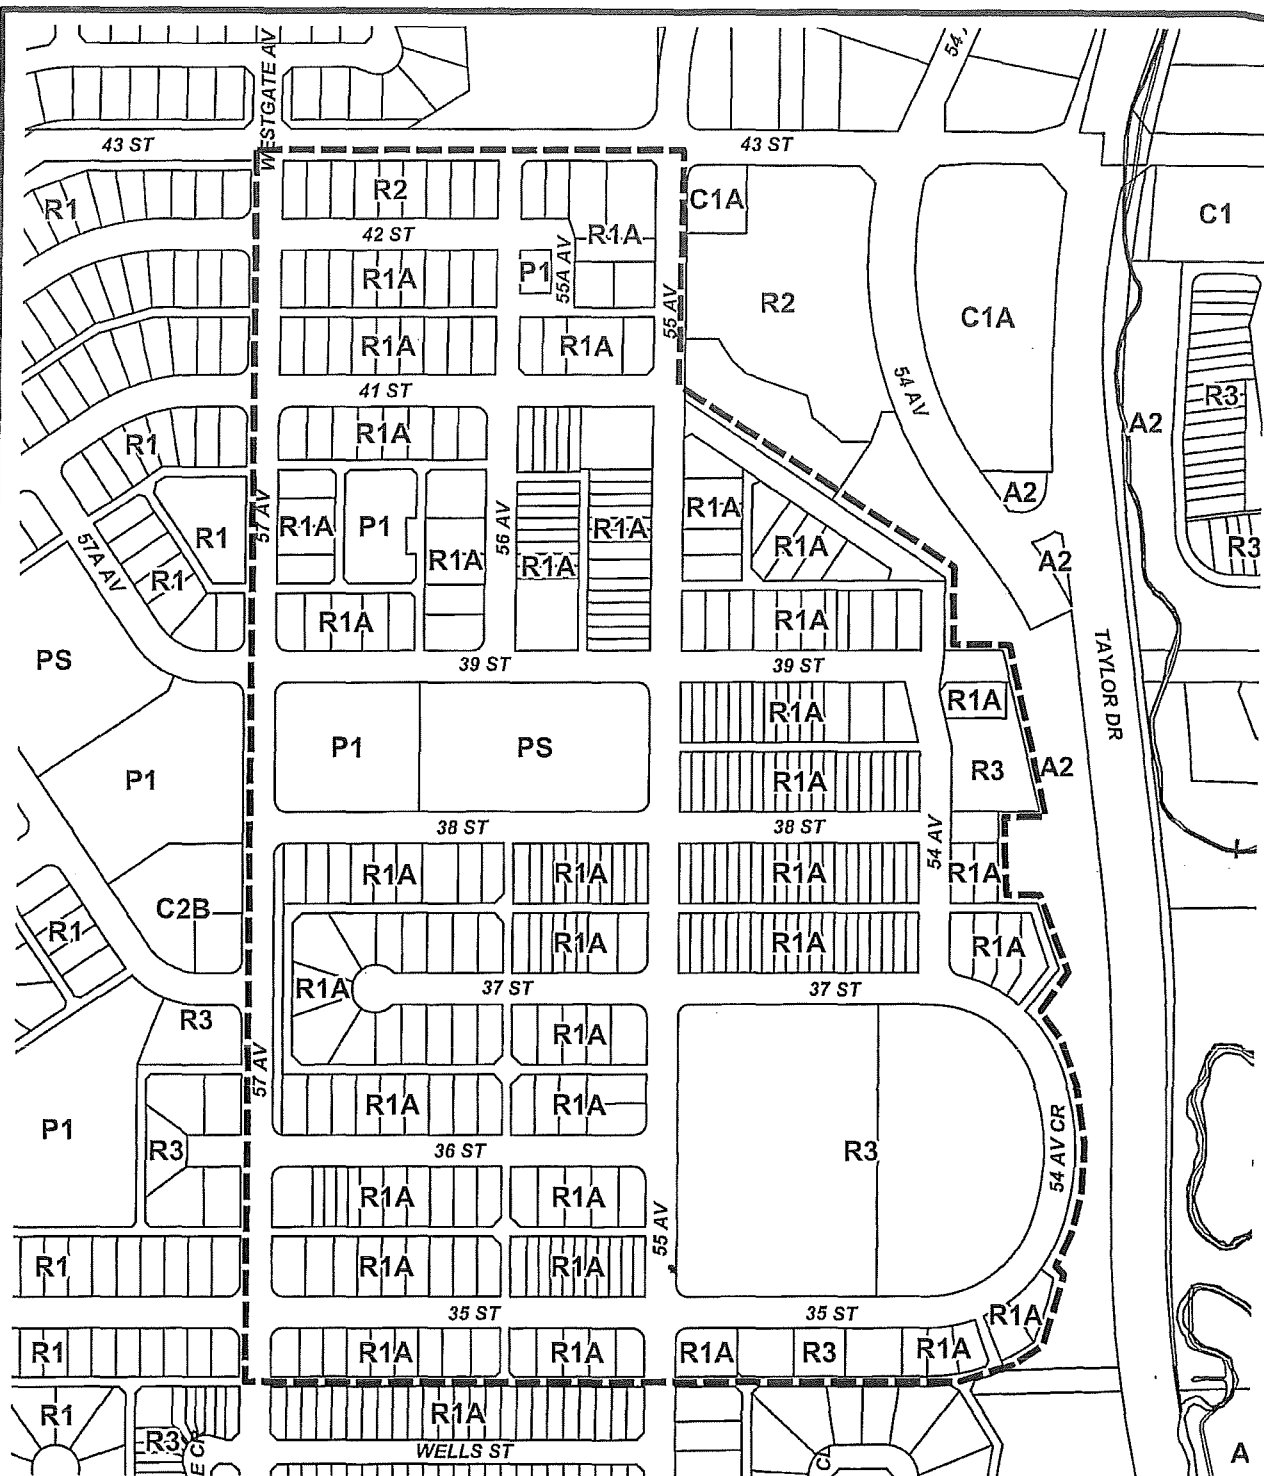 54
WESTGATE AV
43 ST
43 ST
R2
C1A
R1
C1
42 ST
R1A
P1
55A AV
R1A
55 AV
R2
C1A
R1A
R1A
41 ST
54 AV
R3
R1
R1A
A2
57 AV
56 AV
A2
R1A
P1
R1A
R1A
R1
R1A
R1A
R1A
R3
57A AV
R1
A2
R1A
R1A
PS
39 ST
39 ST
TAYLOR DR
R1A
R1A
P1
PS
R3
A2
P1
R1A
38 ST
38 ST
54 AV
R1A
R1A
R1A
R1A
C2B
R1
R1A
R1A
R1A
R1A
37 ST
37 ST
R3
R1A
57 AV
R1A
R1A
54 AV CR
P1
R3
36 ST
R3
R1A
R1A
55 AV
R1
R1A
R1A
35 ST
35 ST
R1A
R1
R1A
R1A
R1A
R3
R1A
R1
R1A
R3
WELLS ST
E CR
CL
A